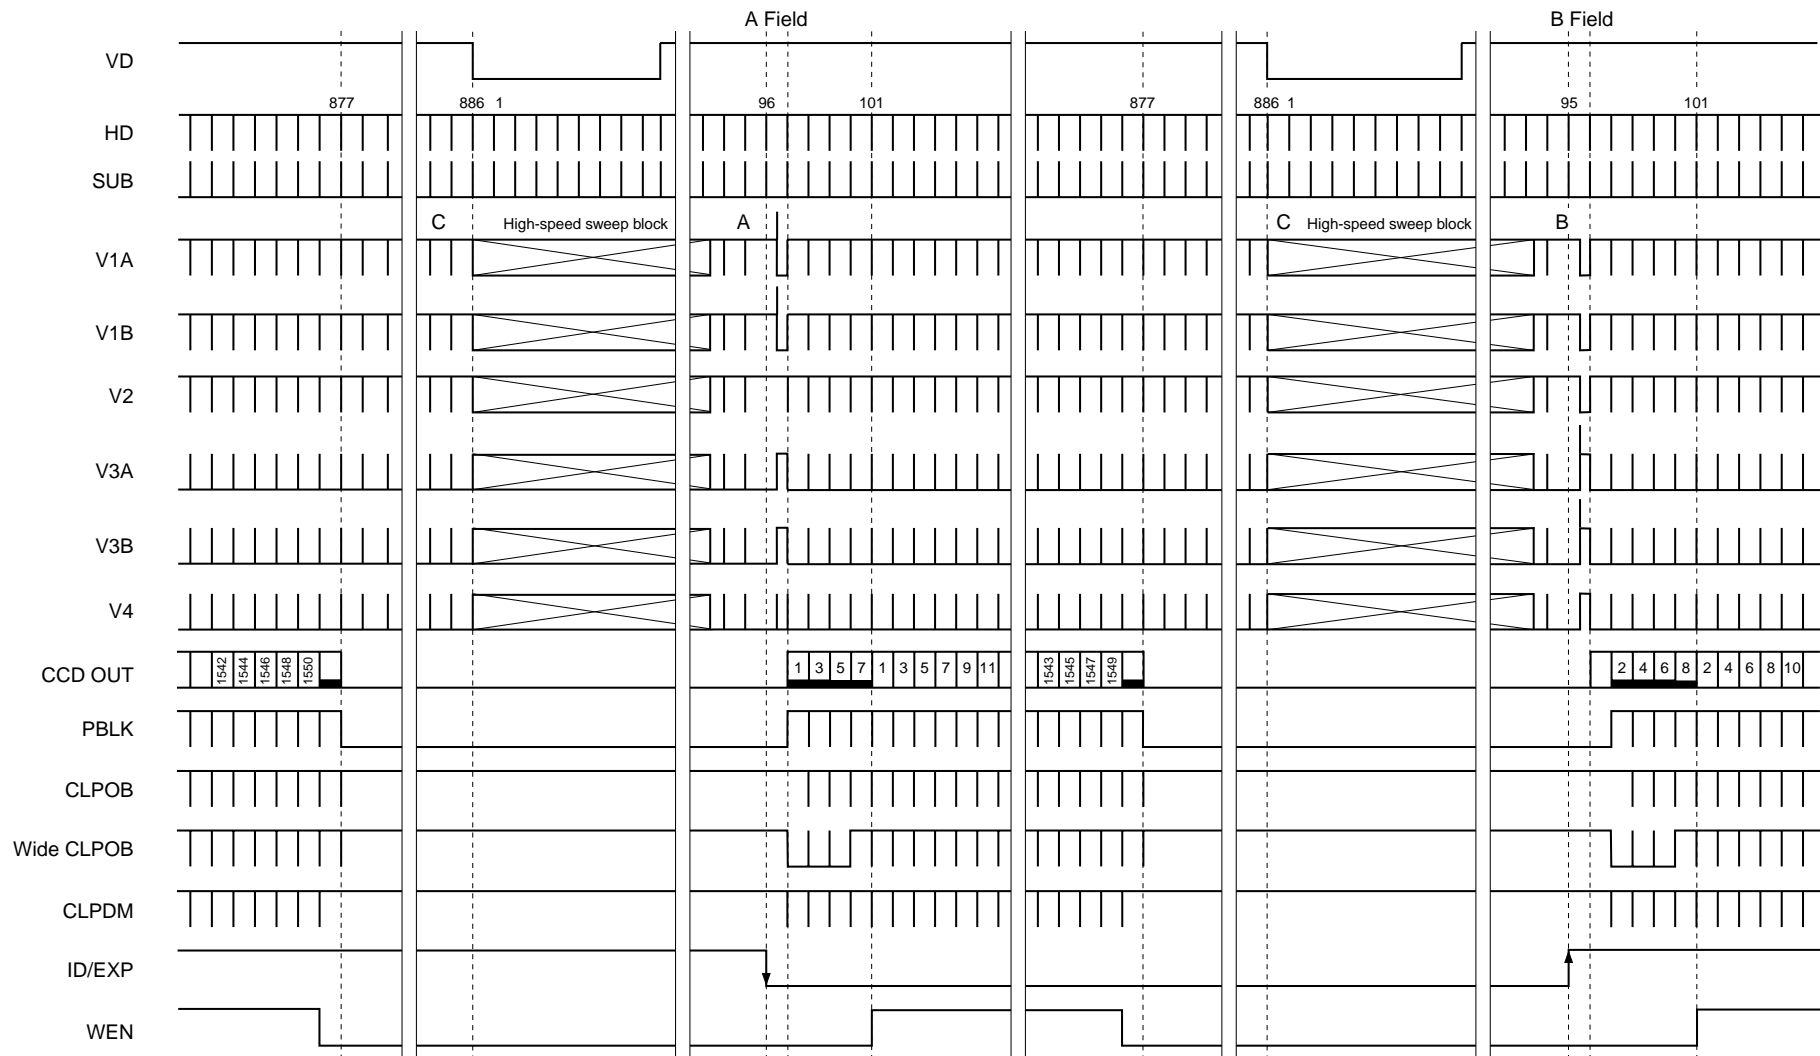 A Field B Field
VD
877 886 1 96 101 877 886 1 95 101
HD
SUB
C High-speed sweep block A C High-speed sweep block B
V1A
V1B
V2
V3A
V3B
V4
CCD OUT 1542 1544 1546 1548 1550 1 3 5 7 1 3 5 7 9 11 1543 1545 1547 1549 2 4 6 8 2 4 6 8 10
PBLK
CLPOB
Wide CLPOB
CLPDM
ID/EXP
WEN